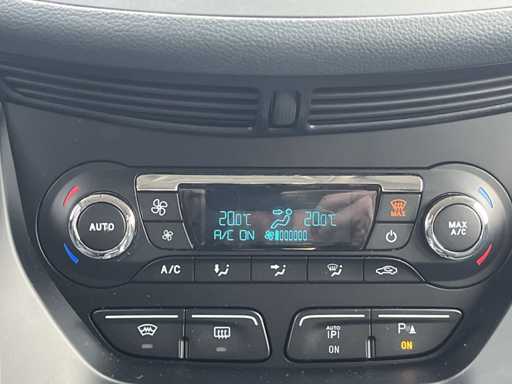 20.0°C 20.0°C
A/C ON
AUTO
MAX
MAX
A/C
A/C
AUTO
(P)
ON
P
ON